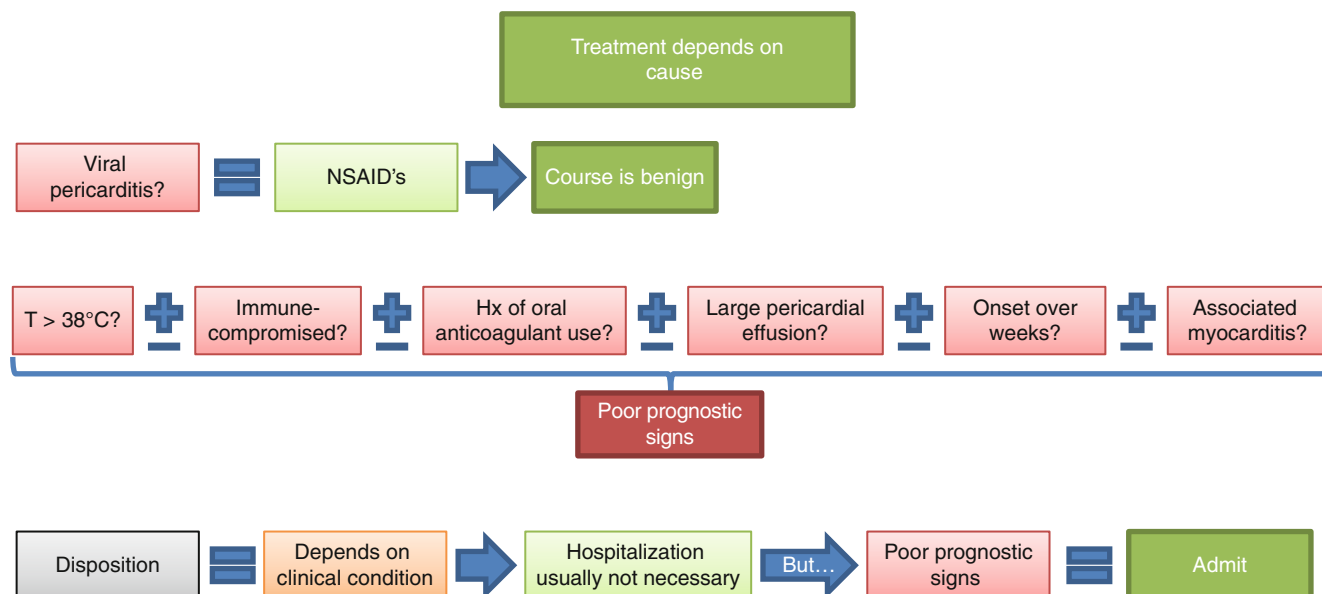 Treatment depends on
cause
Viral
pericarditis?
NSAID's
Course is benign
T > 38°C?
Immune-
compromised?
Hx of oral
anticoagulant use?
Large pericardial
effusion?
Onset over
weeks?
Associated
myocarditis?
Poor prognostic
signs
Disposition
Depends on
clinical condition
Hospitalization
usually not necessary
But...
Poor prognostic
signs
Admit